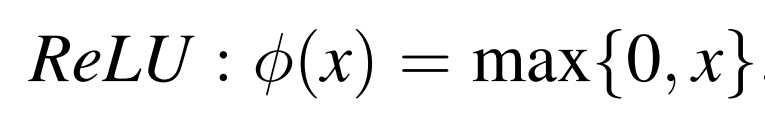 ReLU : ϕ(x) = max{0, x}.